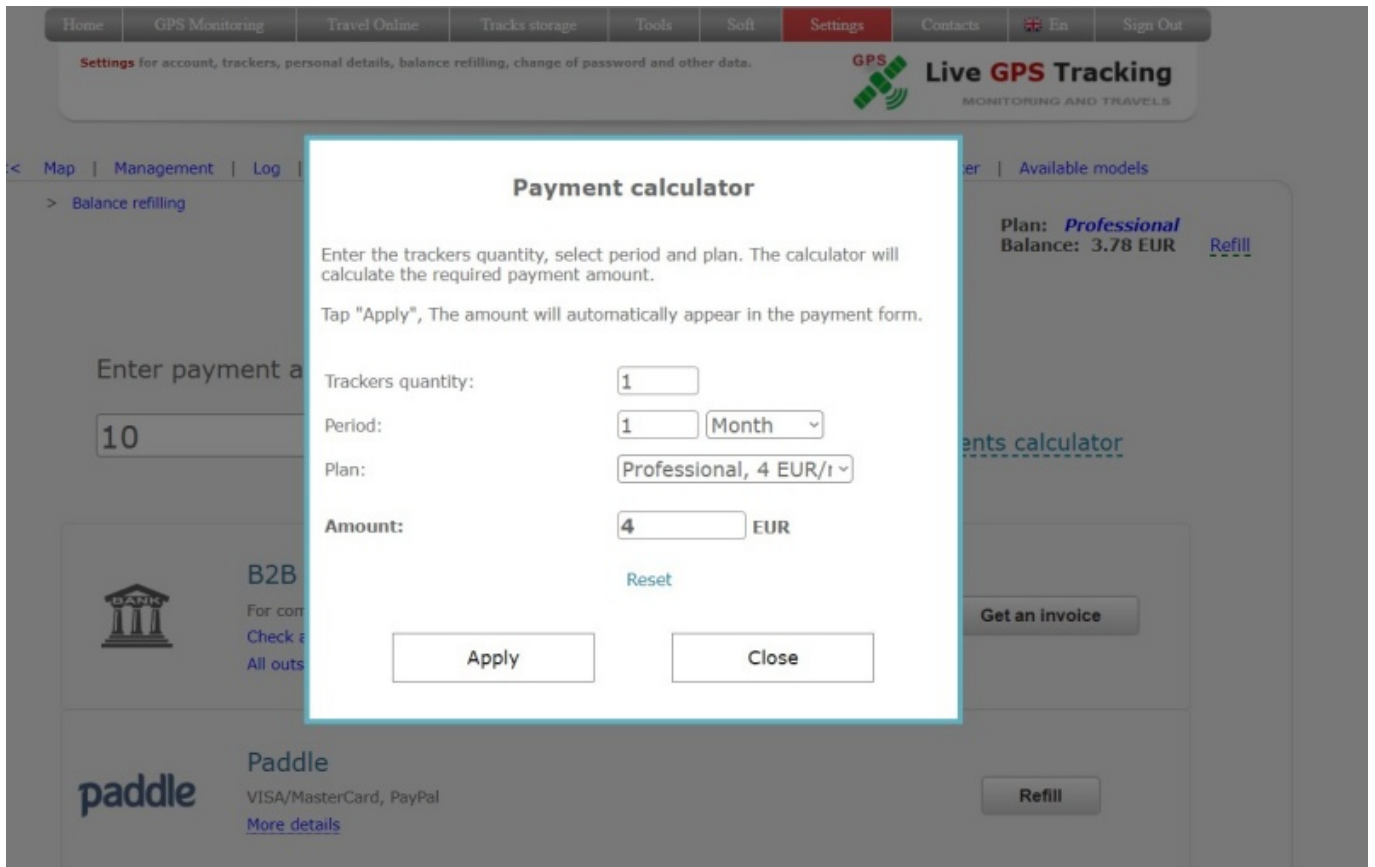 Home GPS Monitoring Travel Online Tracks storage Tools Soft Settings Contacts En Sign Out
Settings for account, trackers, personal details, balance refilling, change of password and other data.
GPS
Live GPS Tracking
MONITORING AND TRAVELS
<< Map | Management | Log |
| Available models
> Balance refilling
Plan: Professional
Balance: 3.78 EUR Refill
Payment calculator
Enter the trackers quantity, select period and plan. The calculator will
calculate the required payment amount.
Tap "Apply", The amount will automatically appear in the payment form.
Enter payment a
10
ents calculator
Trackers quantity: 1
Period: 1 Month
Plan: Professional, 4 EUR/
Amount: 4 EUR
Reset
Apply Close
BANK
B2B
For com
Check a
All outs
Get an invoice
paddle
Paddle
VISA/MasterCard, PayPal
More details
Refill